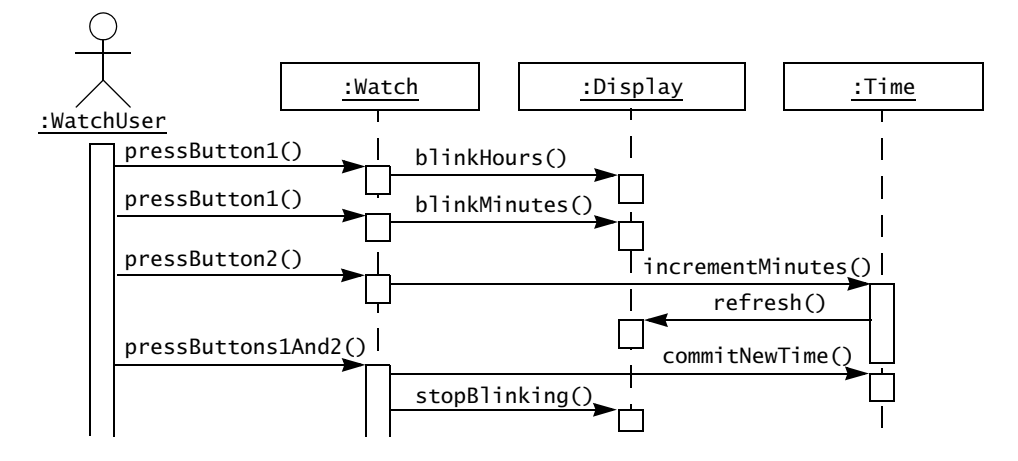 :Watch
:Display
:Time
:WatchUser
pressButton1()
blinkHours()
pressButton1()
blinkMinutes()
pressButton2()
incrementMinutes()
refresh()
pressButtons1And2()
commitNewTime()
stopBlinking()